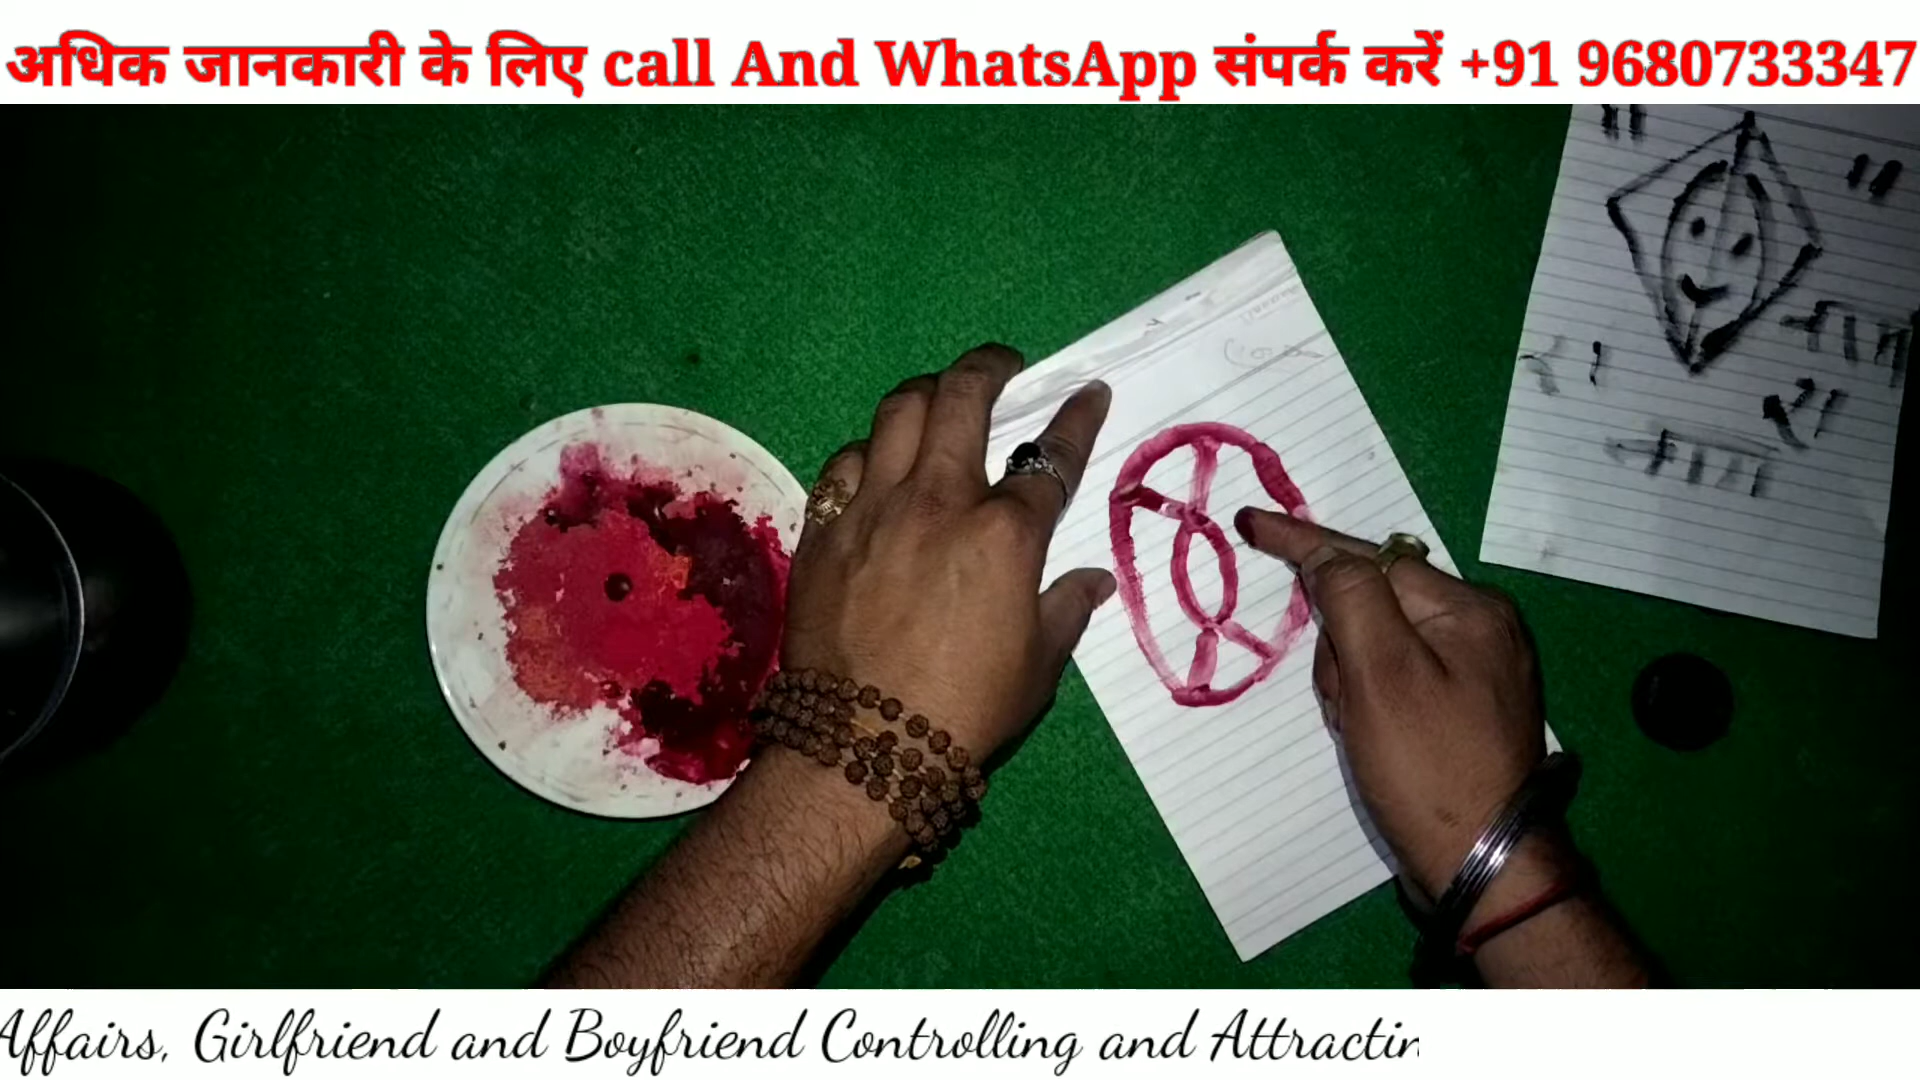 अधिक जानकारी के लिए call And WhatsApp संपर्क करें +91 9680733347
" "
नाम
रा
नाम
Affairs, Girlfriend and Boyfriend Controlling and Attractin